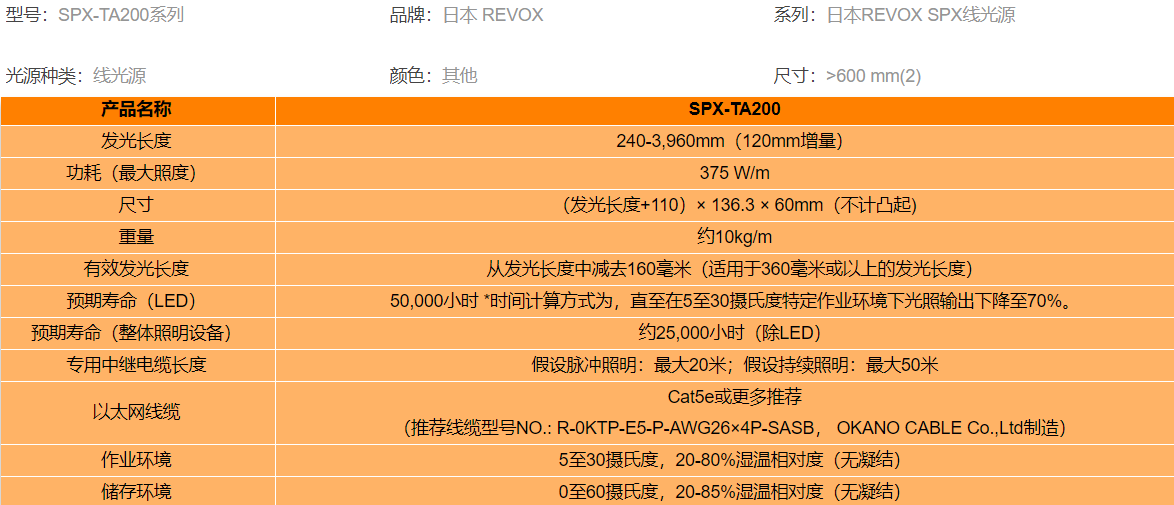 型号：SPX-TA200系列 品牌：日本 REVOX 系列：日本REVOX SPX线光源
光源种类：线光源 颜色：其他 尺寸：>600 mm(2)
产品名称 SPX-TA200
发光长度 240-3,960mm（120mm增量）
功耗（最大照度） 375 W/m
尺寸 （发光长度+110）× 136.3 × 60mm（不计凸起)
重量 约10kg/m
有效发光长度 从发光长度中减去160毫米（适用于360毫米或以上的发光长度）
预期寿命（LED） 50,000小时 *时间计算方式为，直至在5至30摄氏度特定作业环境下光照输出下降至70%。
预期寿命（整体照明设备） 约25,000小时（除LED）
专用中继电缆长度 假设脉冲照明：最大20米；假设持续照明：最大50米
以太网线缆 Cat5e或更多推荐
（推荐线缆型号NO.: R-0KTP-E5-P-AWG26×4P-SASB， OKANO CABLE Co.,Ltd制造）
作业环境 5至30摄氏度，20-80%湿温相对度（无凝结）
储存环境 0至60摄氏度，20-85%湿温相对度（无凝结）